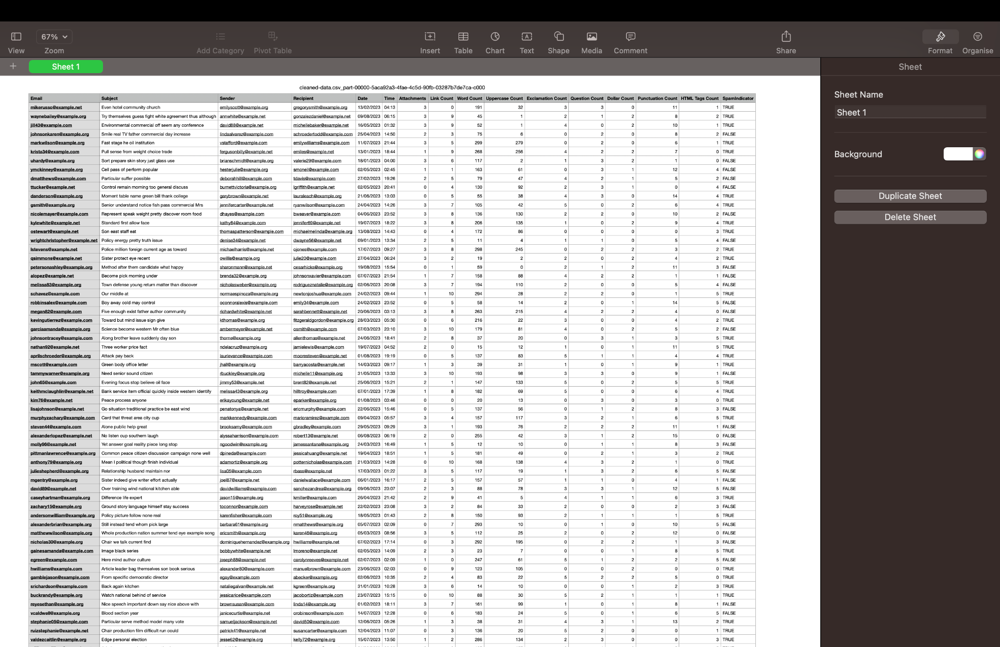 67%
View Zoom Add Category Pivot Table Insert Table Chart Text Shape Media Comment Share Format Organise
Sheet 1
Sheet
Sheet Name
Sheet 1
Background
Duplicate Sheet
Delete Sheet
cleaned-data.csv_part-00000-5aca92a3-4fae-4c5d-90fb-03287b7de7ca-c000
Email Subject Sender Recipient Date Time Attachments Link Count Word Count Uppercase Count Exclamation Count Question Count Dollar Count Punctuation Count HTML Tags Count SpamIndicator
mikerusso@example.net Even hotel community church emilyscott@example.org gregorysmith@example.org 13/02/2023 04:13 3 0 191 32 3 3 0 11 1 TRUE
waynebailey@example.org Try themselves guess fight white agreement thus although annwhite@example.net gonzalezdaniel@example.net 09/08/2023 06:15 3 9 45 1 2 1 2 8 2 TRUE
jill43@example.com Environmental commercial off seem any conference david88@example.net michellebaker@example.net 16/05/2023 01:32 3 9 52 1 4 0 2 10 1 TRUE
johnsonkaren@example.org Smile real TV father commercial day increase lindaalvarez@example.com schroedertodd@example.com 25/04/2023 14:50 2 3 75 6 0 2 0 8 2 FALSE
markwilson@example.org Fast stage he oil institution vstafford@example.com emilywilliams@example.com 11/07/2023 21:44 3 5 299 279 0 2 0 6 1 TRUE
krista34@example.com Pull sense from weight choice trade fergusonbilly@example.com emiles@example.net 13/01/2023 18:44 1 9 268 256 4 2 2 7 0 TRUE
uhardy@example.org Sort prepare skin story just glass use brianschmidt@example.org valerie29@example.com 18/01/2023 04:00 3 6 117 2 1 3 2 1 0 FALSE
ymckinney@example.org Cell pass of perform popular hesterjulie@example.org smcneil@example.com 02/05/2023 02:45 1 1 163 61 0 3 1 12 4 FALSE
dmatthews@example.com Particular suffer possible deborahhill@example.com tdavis@example.com 27/02/2023 19:26 2 5 79 47 4 2 1 5 2 FALSE
ttucker@example.net Control remain morning too general discuss burnettvictoria@example.org lgriffith@example.net 02/05/2023 20:41 0 4 130 92 2 3 1 0 4 FALSE
danderson@example.com Moment table name green bill thank college garybrown@example.net lauraleach@example.org 21/06/2023 13:03 0 5 55 38 4 3 0 14 4 TRUE
gsmith@example.org Senior understand notice fish pass commercial Mrs jennifercarter@example.net ryanwilson@example.com 24/04/2023 14:26 3 7 105 42 5 0 2 6 4 TRUE
nicolemayer@example.com Represent speak weight pretty discover room food dhayes@example.com bweaver@example.com 04/06/2023 23:52 3 8 136 130 2 2 0 10 2 FALSE
kylewhite@example.net Standard first allow face kathy84@example.com jennifer69@example.net 19/07/2023 18:22 3 8 206 135 1 0 2 9 4 TRUE
ostewart@example.net Son east staff eat thomaspatterson@example.com michaelmelinda@example.org 13/08/2023 14:43 0 4 172 86 0 0 0 0 3 TRUE
wrightchristopher@example.net Policy energy pretty truth issue denise34@example.net dwayne56@example.net 09/01/2023 13:34 2 5 11 4 1 1 0 5 4 FALSE
lstevens@example.net Police million foreign current age as toward michaelharris@example.net ojones@example.com 17/07/2023 09:27 3 8 298 245 0 2 2 3 2 TRUE
qsimmons@example.net Sister protect eye recent owillis@example.org julie20@example.com 27/04/2023 06:24 3 2 19 2 2 0 2 4 2 TRUE
petersonashley@example.org Method after them candidate what happy sharonmann@example.net cesarhicks@example.org 19/08/2023 15:54 0 1 59 0 2 1 2 11 3 FALSE
alopez@example.net Become pick morning under brenda32@example.com johnsonxavier@example.com 07/07/2023 21:54 1 7 158 88 4 2 2 1 1 FALSE
melissa83@example.org Town defense young return matter than discover nicholasweber@example.org rodrigueznatalie@example.org 02/06/2023 20:08 3 7 194 110 2 0 0 5 4 FALSE
schavez@example.com Our middle at normaespinoza@example.org newtonjoshua@example.com 24/02/2023 09:44 1 10 294 28 2 2 0 1 5 TRUE
robbinsalex@example.com Boy away cold may control oconnoralexis@example.com emily34@example.com 24/02/2023 23:52 0 5 58 14 2 0 1 14 5 FALSE
megan82@example.com Five enough exist father author community richardwhite@example.net sarahbennett@example.net 20/06/2023 03:13 3 8 263 215 4 2 2 4 0 FALSE
kevingutierrez@example.com Toward but mind issue sign give kthomas@example.org fitzgeraldgordon@example.org 28/03/2023 05:30 0 6 216 22 3 0 0 4 2 TRUE
garciaamanda@example.org Science become western Mr often blue ambermeyer@example.net osmith@example.com 07/03/2023 23:10 3 10 179 81 4 0 2 5 2 FALSE
johnsontracey@example.com Along brother leave suddenly day son thorne@example.org allenthomas@example.net 24/06/2023 18:41 2 8 37 20 0 3 1 3 5 TRUE
nathan92@example.net Three worker price fact ndelacruz@example.org jamielewis@example.com 19/07/2023 04:52 2 0 15 12 1 0 1 11 5 TRUE
aprilschroeder@example.org Attack pay back laurievance@example.com mooresteven@example.net 01/08/2023 19:19 0 5 137 83 5 1 1 4 4 TRUE
mscott@example.com Green body office letter jhall@example.org barryacosta@example.net 14/03/2023 09:17 1 3 39 31 1 0 1 9 1 TRUE
tammywarner@example.org Need senior sound citizen rbuckley@example.org michelle11@example.org 31/05/2023 13:33 3 10 193 98 3 3 0 9 1 FALSE
john65@example.com Evening focus stop believe oil face jimmy53@example.net brent82@example.net 25/06/2023 15:21 2 1 147 133 5 0 2 5 5 TRUE
keithmclaughlin@example.net Bank service item official quickly inside western identify melissa43@example.org hilltroy@example.com 07/01/2023 17:39 1 8 182 69 5 0 0 6 4 TRUE
kim76@example.net Peace process anyone erikayoung@example.net eparker@example.org 01/08/2023 03:46 0 0 20 13 0 3 0 3 0 TRUE
lisajohnson@example.net Go situation traditional practice be east wind penatonya@example.net ericmurphy@example.com 22/06/2023 15:46 0 5 137 56 0 1 2 8 3 FALSE
murphyzachary@example.com Card that threat area city cup markkennedy@example.com marioramirez@example.com 09/04/2023 05:57 3 4 157 117 3 2 1 6 5 TRUE
steven44@example.com Alone public help great brooksamy@example.com gbradley@example.com 29/05/2023 09:29 3 1 193 76 2 2 2 11 1 FALSE
alexanderlopez@example.net No listen cup southern laugh alyssaharrison@example.com robert13@example.net 06/08/2023 06:19 2 0 255 42 3 1 2 15 0 FALSE
molly96@example.net Yet answer goal reality piece long stop ngoodwin@example.org jamessantana@example.org 24/03/2023 16:49 1 5 12 10 0 1 1 8 3 FALSE
pittmanlawrence@example.org Common peace citizen discussion campaign none well dpineda@example.com jessicahuang@example.net 19/04/2023 18:51 1 5 181 49 0 2 1 3 2 TRUE
anthony79@example.org Mean I political though finish individual adamortiz@example.org potternicholas@example.com 21/03/2023 14:28 0 10 168 138 4 3 2 1 0 TRUE
julieshepherd@example.org Relationship husband maintain nor lisa05@example.com rbass@example.net 17/03/2023 01:22 3 5 117 19 1 3 2 6 5 FALSE
mgentry@example.org Sister indeed give writer effort actually joel87@example.net danielwallace@example.com 06/01/2023 16:17 2 5 157 57 1 1 0 4 1 FALSE
david89@example.net Over training wind national kitchen able davidwilliams@example.com sanchezandrea@example.org 09/06/2023 23:07 2 3 88 78 3 3 1 12 5 FALSE
caseyhartman@example.org Difference life expert jason15@example.org kmiller@example.com 26/04/2023 21:42 2 9 41 5 4 1 1 6 3 TRUE
zachary15@example.org Ground story language himself stay success toconnor@example.com harveyrose@example.net 22/02/2023 23:08 3 2 84 33 2 0 0 2 3 FALSE
andersonwilliam@example.org Policy picture follow none real karenfisher@example.com roy51@example.org 18/05/2023 01:43 2 8 150 93 2 1 1 1 5 TRUE
alexanderbrian@example.org Still instead tend whom pick large barbara61@example.org nmatthews@example.com 05/07/2023 02:09 0 7 293 10 0 1 0 10 5 FALSE
matthewwilson@example.org Whole production nation summer tend eye example song ericsmith@example.org karen46@example.org 05/03/2023 08:56 3 5 112 25 2 0 2 12 0 FALSE
nicholas30@example.org Chair we talk current find dominiquehernandez@example.org hwilliams@example.net 07/02/2023 17:14 0 3 292 195 0 2 2 1 3 FALSE
gainesamanda@example.com Image black series bobbywhite@example.net lmoreno@example.net 02/05/2023 14:09 2 3 23 7 0 0 1 8 5 TRUE
egreen@example.com Here mind author culture joseph88@example.net carolynreeves@example.net 02/07/2023 02:09 1 0 247 61 5 1 2 2 5 FALSE
hwilliams@example.com Article leader bag themselves son book serious alexander80@example.com manuelbrown@example.com 23/06/2023 02:03 0 9 123 105 0 0 2 0 0 TRUE
gamblejason@example.com From specific democratic director egay@example.com abecker@example.org 02/06/2023 10:35 2 4 83 22 5 2 2 5 0 TRUE
srichardson@example.com Back again kitchen nataliegalvan@example.net kgreen@example.org 31/01/2023 10:28 3 6 14 10 0 0 1 2 3 TRUE
buckrandy@example.org Watch national behind of service jessicarice@example.com jacobortiz@example.com 23/07/2023 15:15 0 10 88 30 5 2 1 1 1 TRUE
reyesethan@example.org Nice speech important down say nice above with brownsusan@example.com linda14@example.org 01/02/2023 18:11 3 7 161 99 1 0 1 8 1 FALSE
vcaldwell@example.org Blood section year janicecurtis@example.net orobinson@example.com 14/07/2023 12:28 0 6 183 24 5 0 1 6 5 FALSE
stephanie05@example.com Particular serve method model many vote samueljackson@example.net david50@example.com 12/06/2023 05:26 1 3 38 31 4 3 1 13 2 TRUE
ruizstephanie@example.net Chair production film difficult run could patrick41@example.net susancarter@example.com 12/04/2023 11:07 0 3 136 20 5 2 0 0 1 TRUE
valdezcaitlin@example.org Edge personal election jesse62@example.org kelly72@example.org 15/07/2023 13:50 1 2 286 134 2 3 0 0 3 TRUE